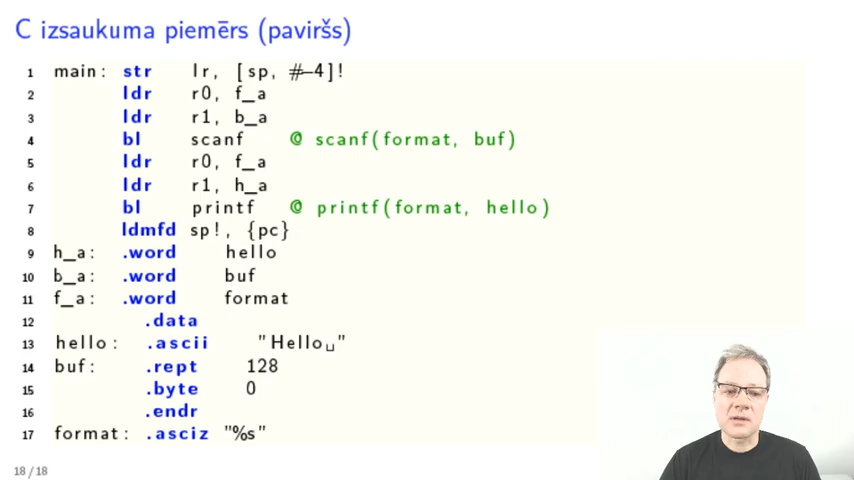 C izsaukuma piemērs (paviršs)
1 main: str lr, [sp, #-4]!
2 ldr r0, f_a
3 ldr r1, b_a
4 bl scanf @ scanf(format, buf)
5 ldr r0, f_a
6 ldr r1, h_a
7 bl printf @ printf(format, hello)
8 ldmfd sp!, {pc}
9 h_a: .word hello
10 b_a: .word buf
11 f_a: .word format
12 .data
13 hello: .ascii "Hello␣"
14 buf: .rept 128
15 .byte 0
16 .endr
17 format: .asciz "%s"
18 / 18